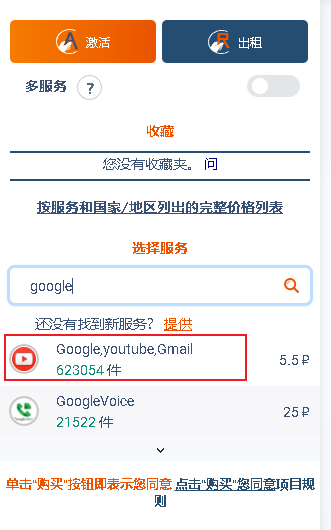 激活
出租
多服务 ?
收藏
您没有收藏夹。 问
按服务和国家/地区列出的完整价格列表
选择服务
google
还没有找到新服务？ 提供
Google,youtube,Gmail
623054 件
5.5 ₽
GoogleVoice
21522 件
25 ₽
单击“购买”按钮即表示您同意 点击“购买”您同意项目规
则